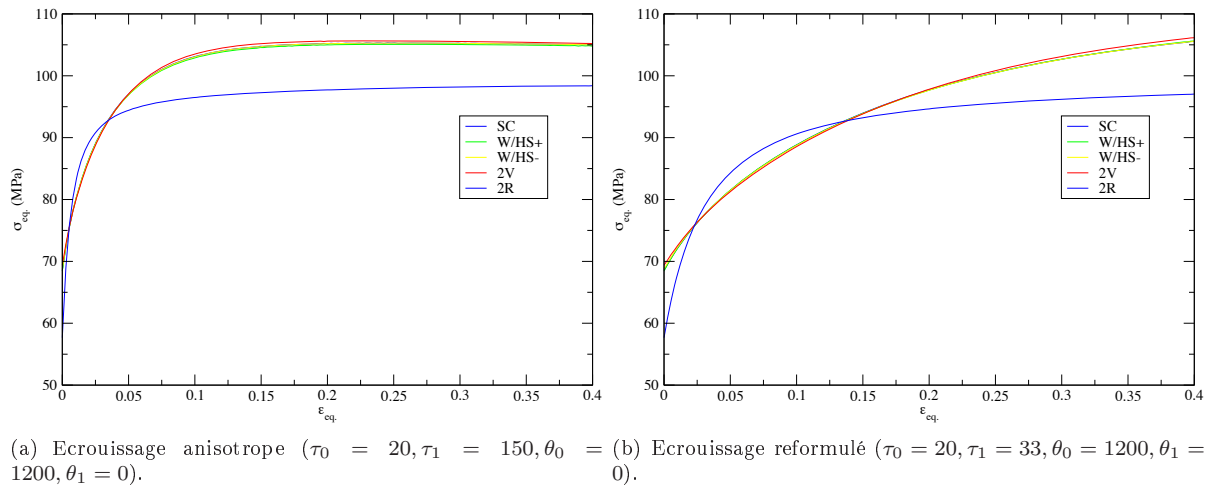 110
100
90
80
70
60
50
σeq. (MPa)
0
0.05
0.1
0.15
0.2
0.25
0.3
0.35
0.4
εeq.
SC
W/HS+
W/HS-
2V
2R
110
100
90
80
70
60
50
σeq. (MPa)
0
0.05
0.1
0.15
0.2
0.25
0.3
0.35
0.4
εeq.
SC
W/HS+
W/HS-
2V
2R
(a) Ecrouissage anisotrope (τ0 = 20, τ1 = 150, θ0 =
1200, θ1 = 0).
(b) Ecrouissage reformulé (τ0 = 20, τ1 = 33, θ0 = 1200, θ1 =
0).